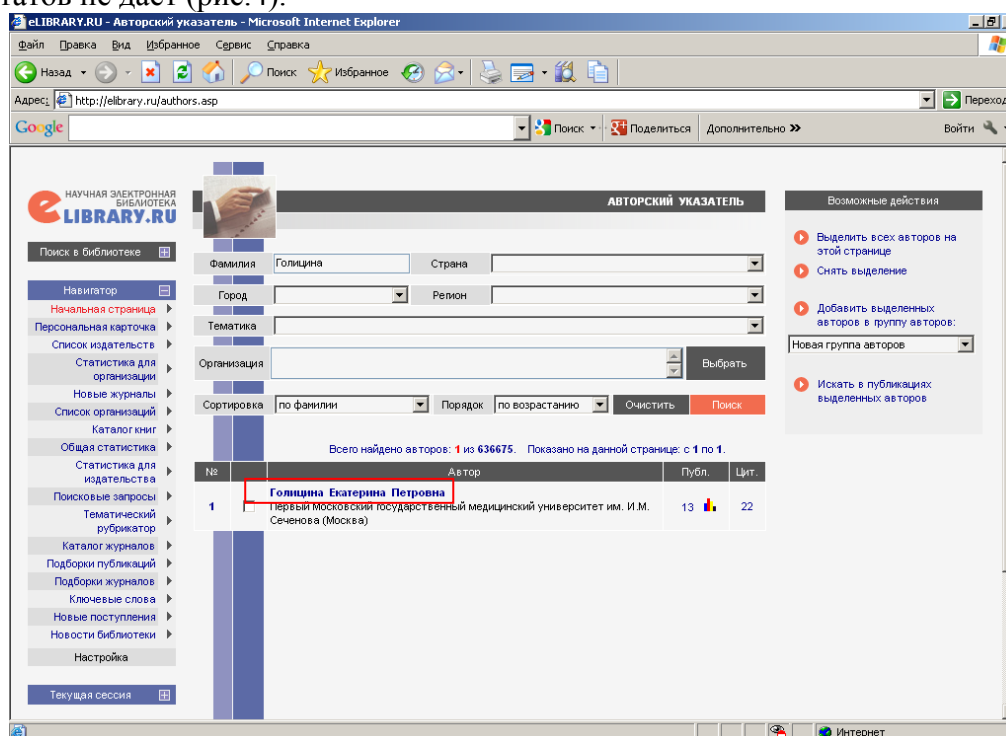 татов не дает (рис.4).
eLIBRARY.RU - Авторский указатель - Microsoft Internet Explorer
Файл Правка Вид Избранное Сервис Справка
Назад Поиск Избранное
Адрес: http://elibrary.ru/authors.asp Переход
Google Поиск Поделиться Дополнительно » Войти
НАУЧНАЯ ЭЛЕКТРОННАЯ
БИБЛИОТЕКА
LIBRARY.RU
АВТОРСКИЙ УКАЗАТЕЛЬ
Поиск в библиотеке
Навигатор
Начальная страница
Персональная карточка
Список издательств
Статистика для
организации
Новые журналы
Список организаций
Каталог книг
Общая статистика
Статистика для
издательства
Поисковые запросы
Тематический
рубрикатор
Каталог журналов
Подборки публикаций
Подборки журналов
Ключевые слова
Новые поступления
Новости библиотеки
Настройка
Текущая сессия
Фамилия Голицина Страна
Город Регион
Тематика
Организация Выбрать
Сортировка по фамилии Порядок по возрастанию Очистить Поиск
Всего найдено авторов: 1 из 636675. Показано на данной странице: с 1 по 1.
№ Автор Публ. Цит.
Голицина Екатерина Петровна
1 Первый Московский государственный медицинский университет им. И.М. 13 22
Сеченова (Москва)
Возможные действия
Выделить всех авторов на
этой странице
Снять выделение
Добавить выделенных
авторов в группу авторов:
Новая группа авторов
Искать в публикациях
выделенных авторов
Интернет